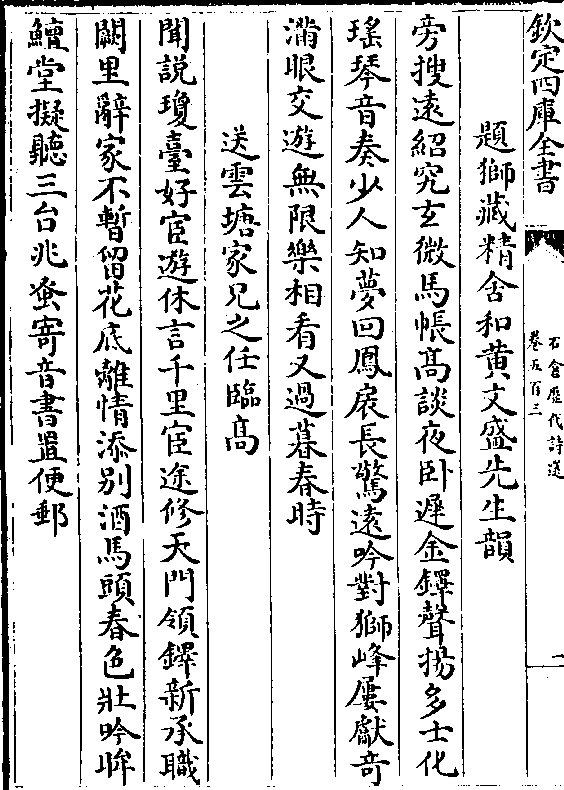 欽定四庫全書
石倉歷代詩選
卷五百三
一
題獅藏精舍和黄文盛先生韻
旁搜遠紹究玄微馬帳髙談夜卧遲金鐸聲揚多士化
瑤琴音奏少人知夢回鳳扆長驚遠吟對獅峰屢獻奇
滿眼交遊無限樂相看又過暮春時
送雲塘家兄之任臨髙
聞說瓊臺好宦遊休言千里宦途修天門領鐸新承職
闕里辭家不暫留花底離情添别酒馬頭春色壯吟眸
鱣堂擬聽三台兆蚤寄音書置便郵